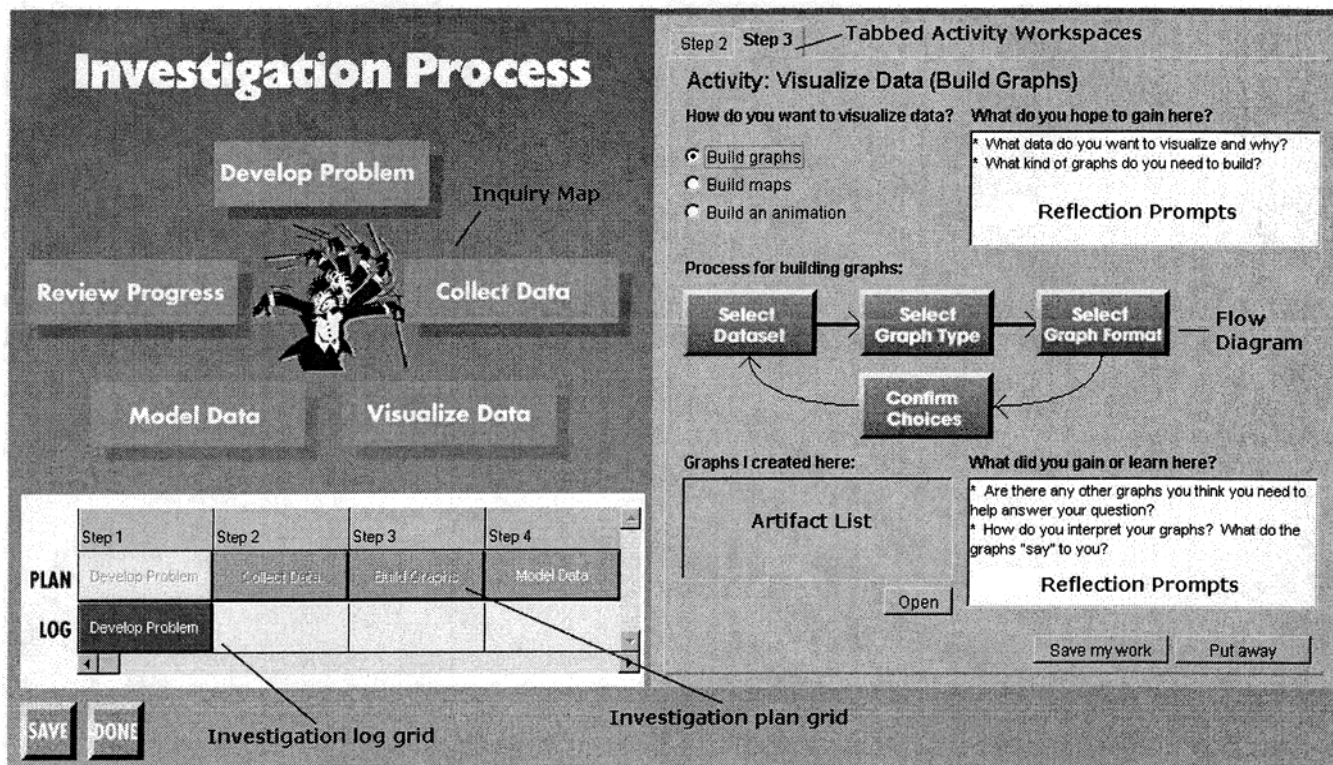 Investigation Process
Develop Problem
Inquiry Map
Review Progress
Collect Data
Model Data
Visualize Data
Step 1 Step 2 Step 3 Step 4
PLAN Develop Problem Collect Data Build Graphs Model Data
LOG Develop Problem
SAVE DONE
Investigation log grid
Investigation plan grid
Step 2 Step 3 Tabbed Activity Workspaces
Activity: Visualize Data (Build Graphs)
How do you want to visualize data?
Build graphs
Build maps
Build an animation
What do you hope to gain here?
* What data do you want to visualize and why?
* What kind of graphs do you need to build?
Reflection Prompts
Process for building graphs:
Select
Dataset
Select
Graph Type
Select
Graph Format
Flow
Diagram
Confirm
Choices
Graphs I created here:
Artifact List
Open
What did you gain or learn here?
* Are there any other graphs you think you need to
help answer your question?
* How do you interpret your graphs? What do the
graphs "say" to you?
Reflection Prompts
Save my work Put away